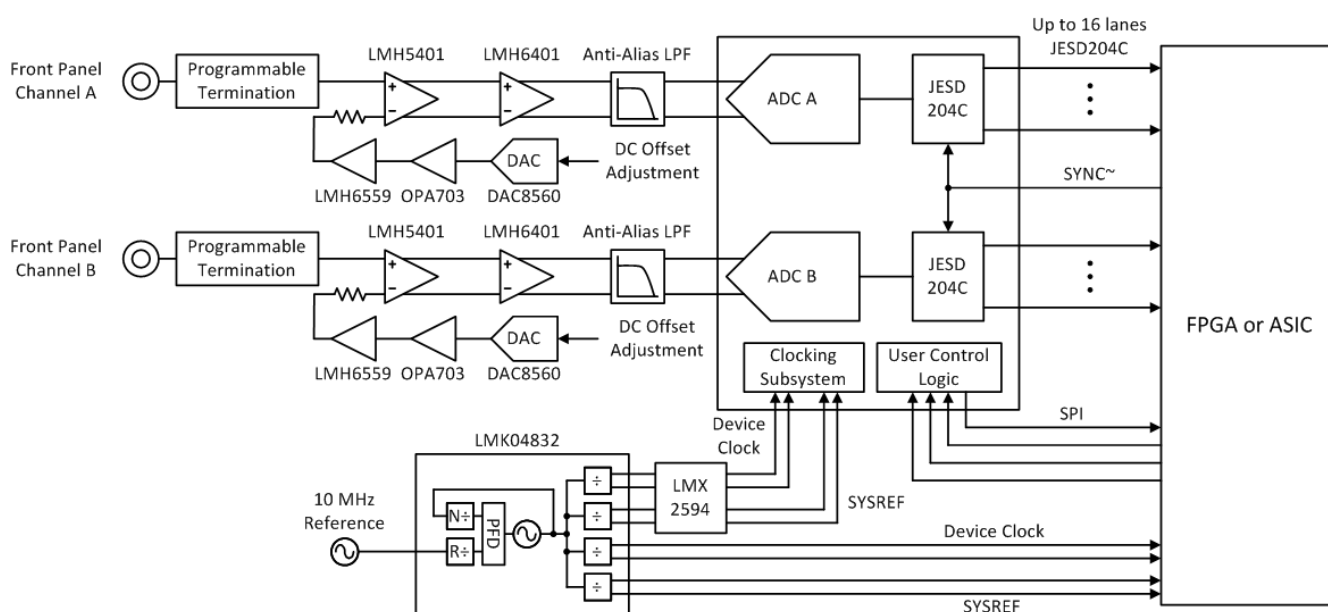 Up to 16 lanes
JESD204C
LMH5401
LMH6401
Anti-Alias LPF
Front Panel
Channel A
Programmable
Termination
+
−
+
−
ADC A
JESD
204C
DAC
DC Offset
Adjustment
LMH6559
OPA703
DAC8560
SYNC~
LMH5401
LMH6401
Anti-Alias LPF
Front Panel
Channel B
Programmable
Termination
+
−
+
−
ADC B
JESD
204C
FPGA or ASIC
DAC
DC Offset
Adjustment
LMH6559
OPA703
DAC8560
Clocking
Subsystem
User Control
Logic
SPI
Device
Clock
LMK04832
÷
LMX
2594
10 MHz
Reference
N÷
PFD
R÷
÷
SYSREF
÷
Device Clock
÷
SYSREF